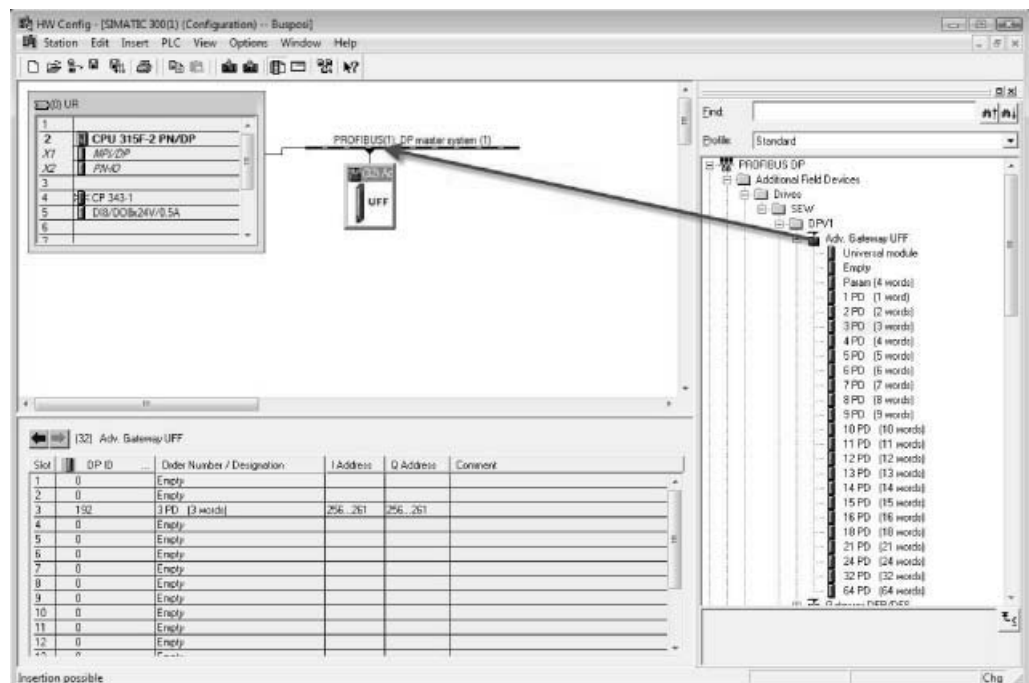 HW Config - [SIMATIC 300(1) (Configuration) -- Busposi]
Station Edit Insert PLC View Options Window Help
(0) UR
1
2 CPU 315F-2 PN/DP
X1 MPI/DP
X2 PN-IO
3
4 CP 343-1
5 DI8/DO8x24V/0.5A
6
7
PROFIBUS(1): DP master system (1)
(32) Ad
UFF
Find:
Profile: Standard
PROFIBUS DP
Additional Field Devices
Drives
SEW
DPV1
Adv. Gateway UFF
Universal module
Empty
Param (4 words)
1 PD (1 word)
2 PD (2 words)
3 PD (3 words)
4 PD (4 words)
5 PD (5 words)
6 PD (6 words)
7 PD (7 words)
8 PD (8 words)
9 PD (9 words)
10 PD (10 words)
11 PD (11 words)
12 PD (12 words)
13 PD (13 words)
14 PD (14 words)
15 PD (15 words)
16 PD (16 words)
18 PD (18 words)
21 PD (21 words)
24 PD (24 words)
32 PD (32 words)
64 PD (64 words)
Gateway DFP/DFS
(32) Adv. Gateway UFF
Slot DP ID ... Order Number / Designation I Address Q Address Comment
1 0 Empty
2 0 Empty
3 192 3 PD (3 words) 256...261 256...261
4 0 Empty
5 0 Empty
6 0 Empty
7 0 Empty
8 0 Empty
9 0 Empty
10 0 Empty
11 0 Empty
12 0 Empty
13 0 Empty
Insertion possible
Chg